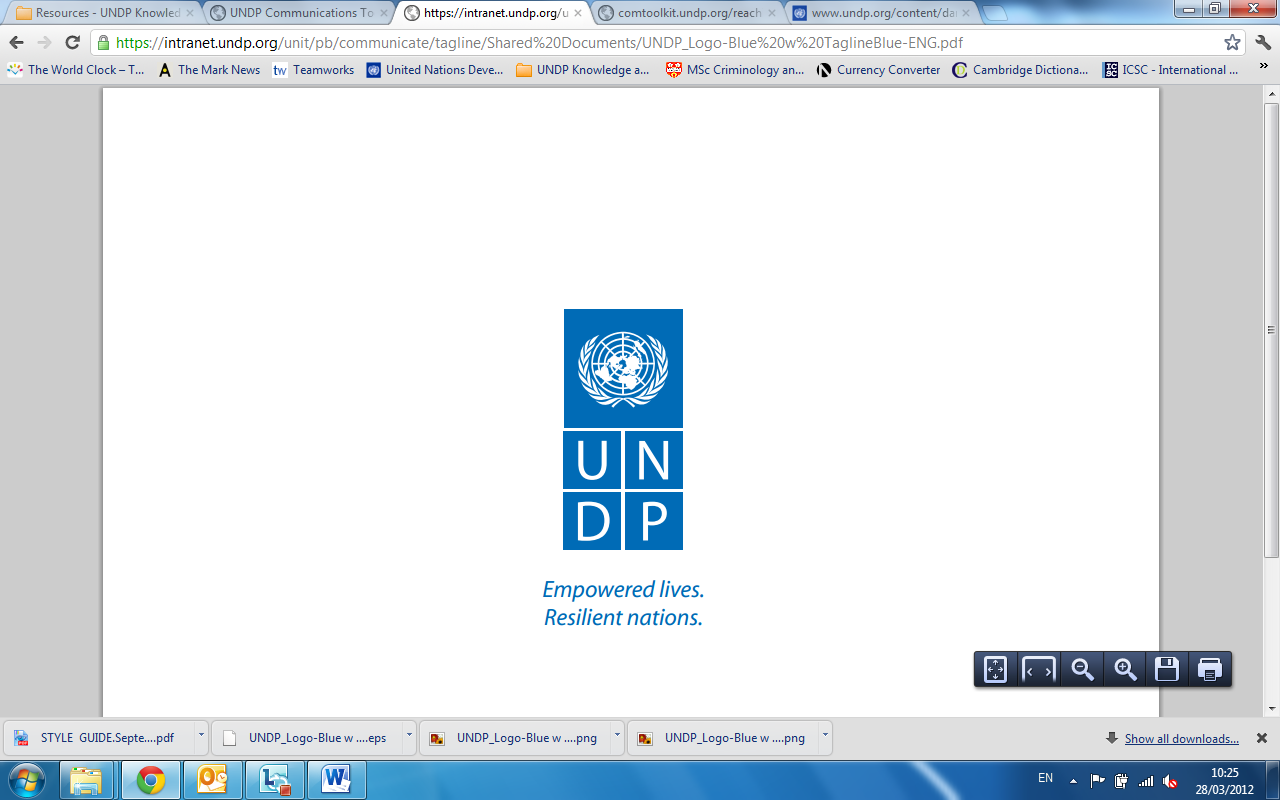 Resources - UNDP Knowled
UNDP Communications To
https://intranet.undp.org/u
comtoolkit.undp.org/reach
www.undp.org/content/da
https://intranet.undp.org/unit/pb/communicate/tagline/Shared%20Documents/UNDP_Logo-Blue%20w%20TaglineBlue-ENG.pdf
The World Clock – T...
The Mark News
tw Teamworks
United Nations Deve...
UNDP Knowledge a...
MSc Criminology an...
Currency Converter
Cambridge Dictiona...
ICSC - International ...
UN
DP
Empowered lives.
Resilient nations.
STYLE GUIDE.Septe....pdf
UNDP_Logo-Blue w ....eps
UNDP_Logo-Blue w ....png
UNDP_Logo-Blue w ....png
Show all downloads...
EN
10:25
28/03/2012